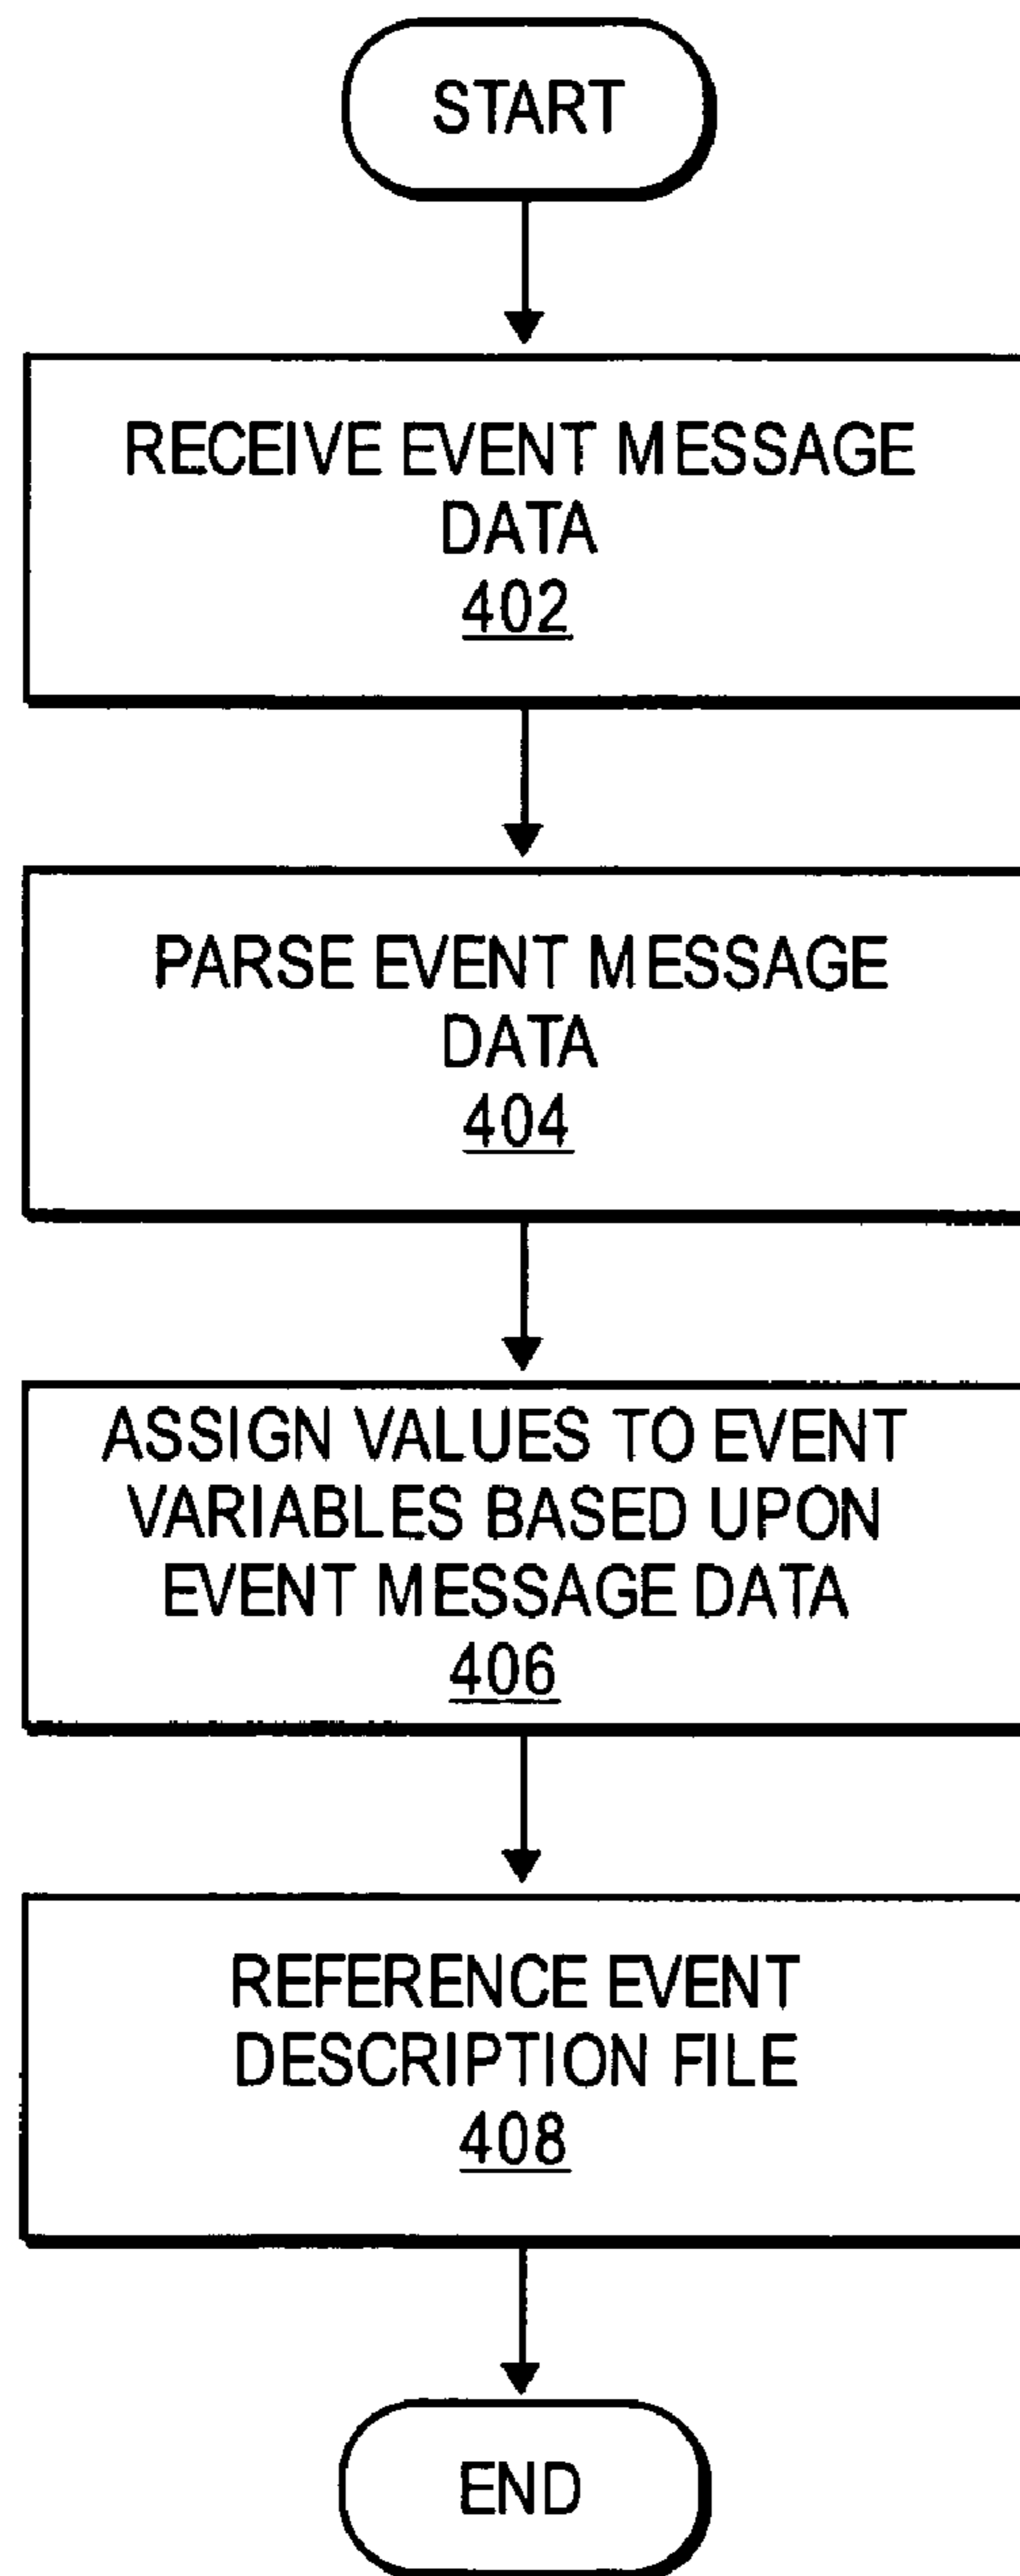 START
RECEIVE EVENT MESSAGE
DATA
402
PARSE EVENT MESSAGE
DATA
404
ASSIGN VALUES TO EVENT
VARIABLES BASED UPON
EVENT MESSAGE DATA
406
REFERENCE EVENT
DESCRIPTION FILE
408
END